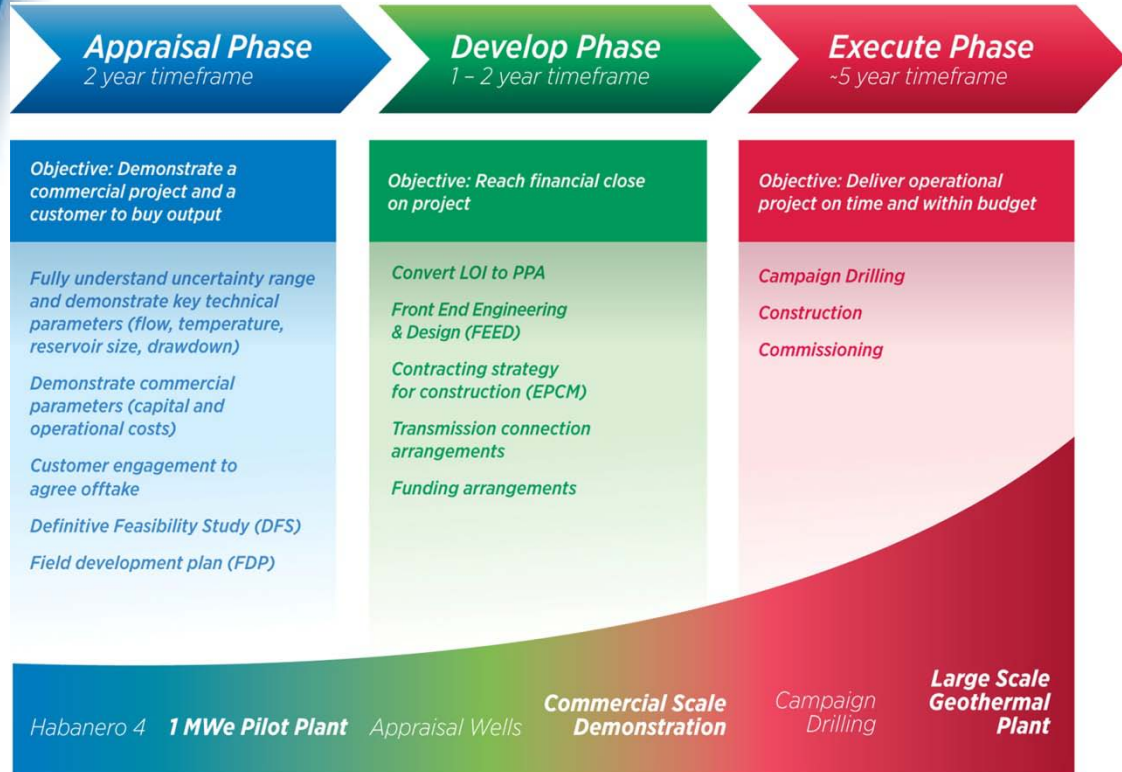 Appraisal Phase
2 year timeframe
Develop Phase
1 – 2 year timeframe
Execute Phase
~5 year timeframe
Objective: Demonstrate a
commercial project and a
customer to buy output
Fully understand uncertainty range
and demonstrate key technical
parameters (flow, temperature,
reservoir size, drawdown)
Demonstrate commercial
parameters (capital and
operational costs)
Customer engagement to
agree offtake
Definitive Feasibility Study (DFS)
Field development plan (FDP)
Objective: Reach financial close
on project
Convert LOI to PPA
Front End Engineering
& Design (FEED)
Contracting strategy
for construction (EPCM)
Transmission connection
arrangements
Funding arrangements
Objective: Deliver operational
project on time and within budget
Campaign Drilling
Construction
Commissioning
Habanero 4
1 MWe Pilot Plant
Appraisal Wells
Commercial Scale
Demonstration
Campaign
Drilling
Large Scale
Geothermal
Plant